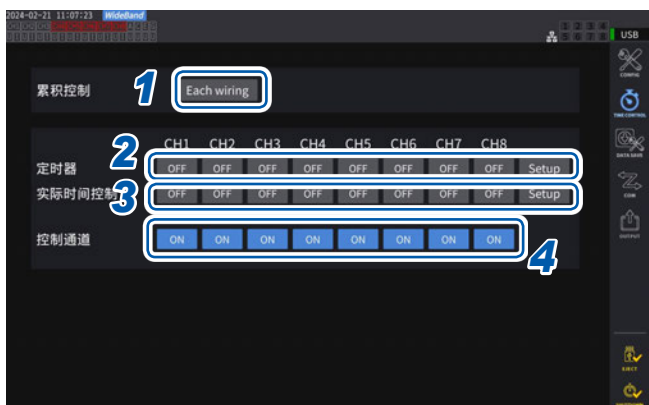 2024-02-21 11:07:23 WideBand
USB
CONFIG
累积控制
1
Each wiring
TIME CONTROL
CH1 CH2 CH3 CH4 CH5 CH6 CH7 CH8
2
定时器 OFF OFF OFF OFF OFF OFF OFF OFF Setup
DATA SAVE
实际时间控制 OFF OFF OFF OFF OFF OFF OFF OFF Setup
3
COM
控制通道 ON ON ON ON ON ON ON ON
4
OUTPUT
EJECT